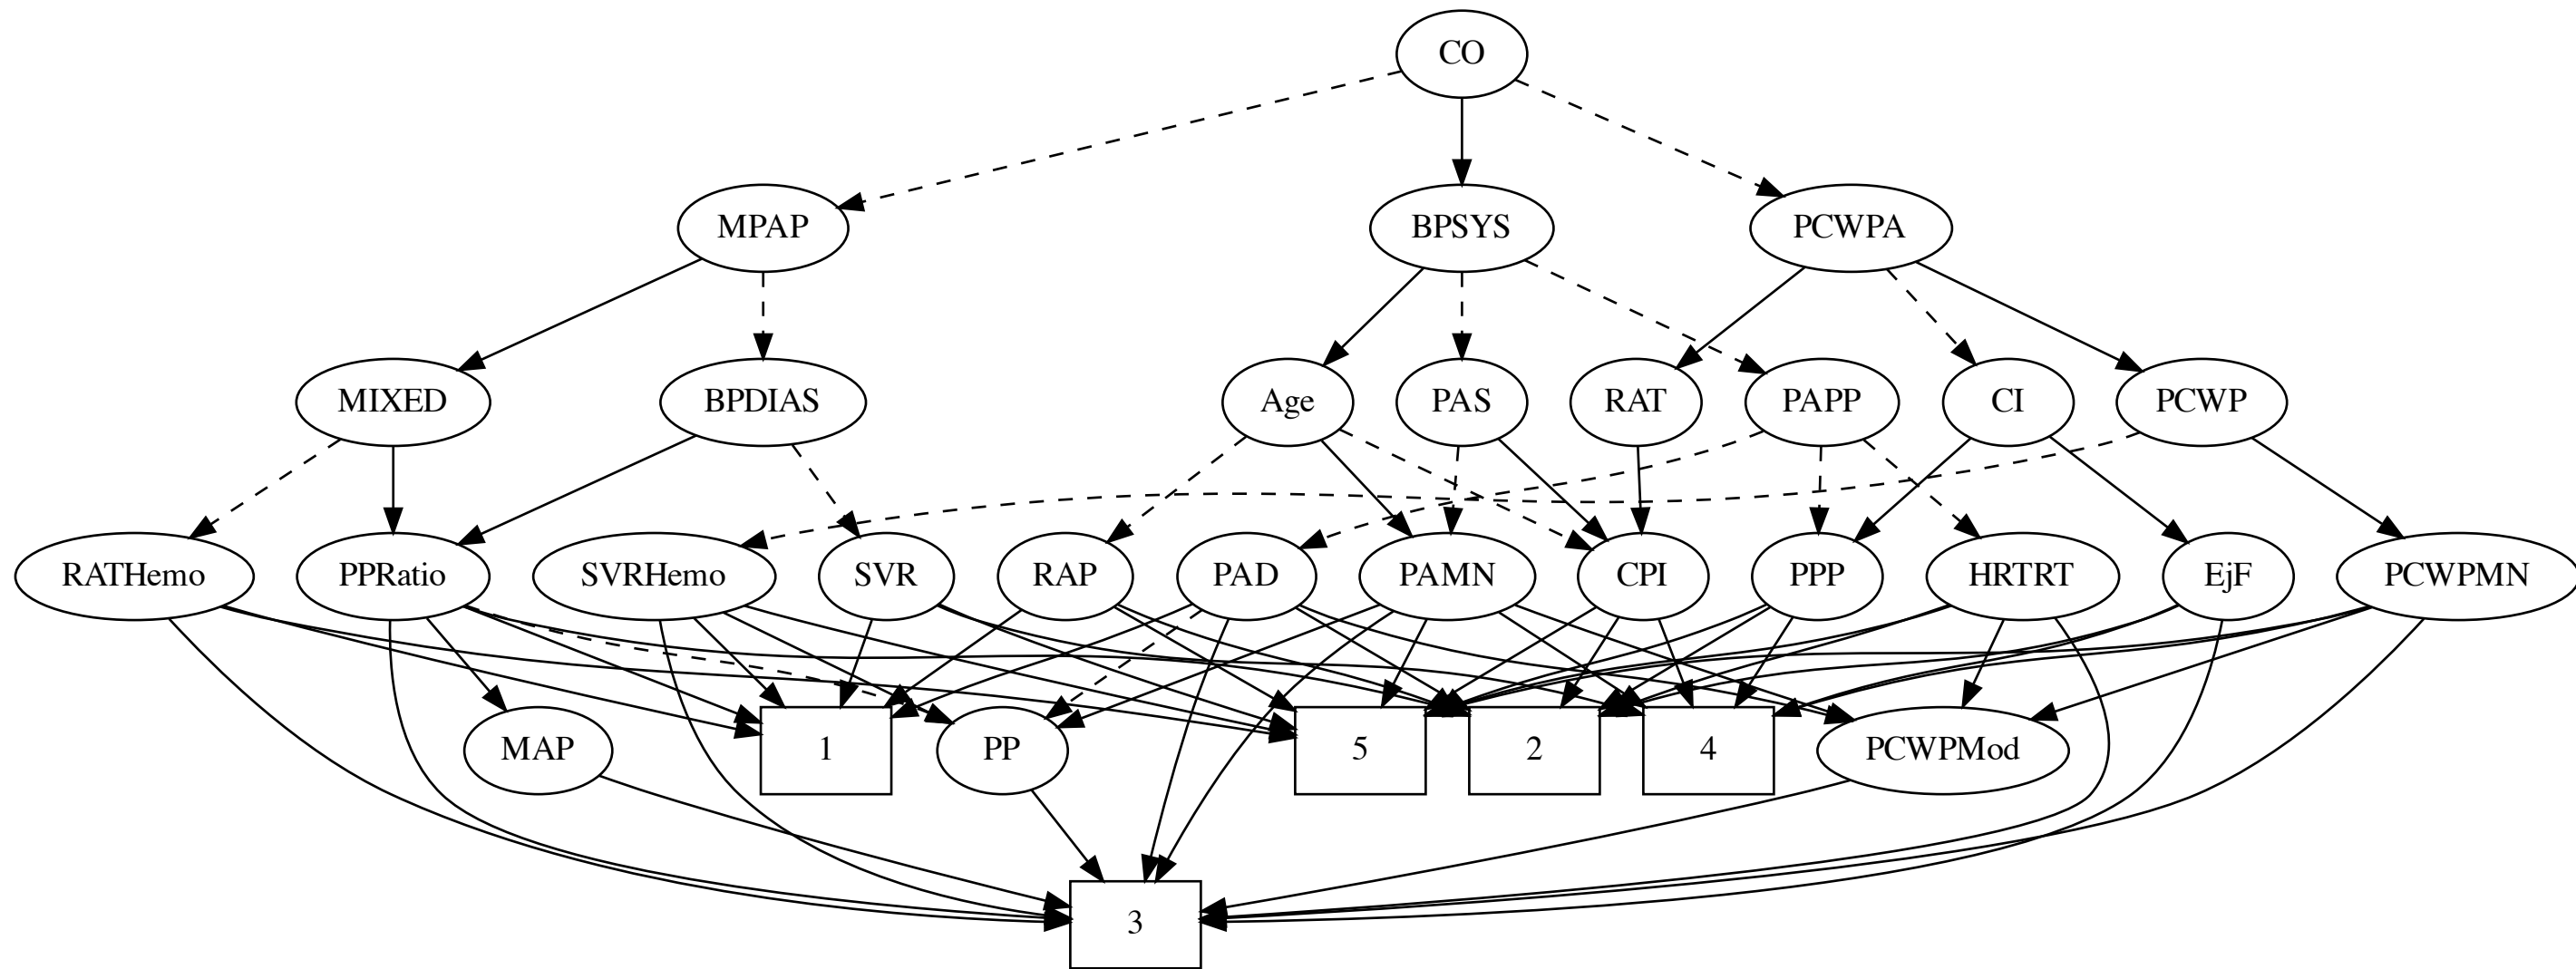 CO
MPAP
BPSYS
PCWPA
MIXED
BPDIAS
Age
PAS
RAT
PAPP
CI
PCWP
RATHemo
PPRatio
SVRHemo
SVR
RAP
PAD
PAMN
CPI
PPP
HRTRT
EjF
PCWPMN
MAP
1
PP
5
2
4
PCWPMod
3